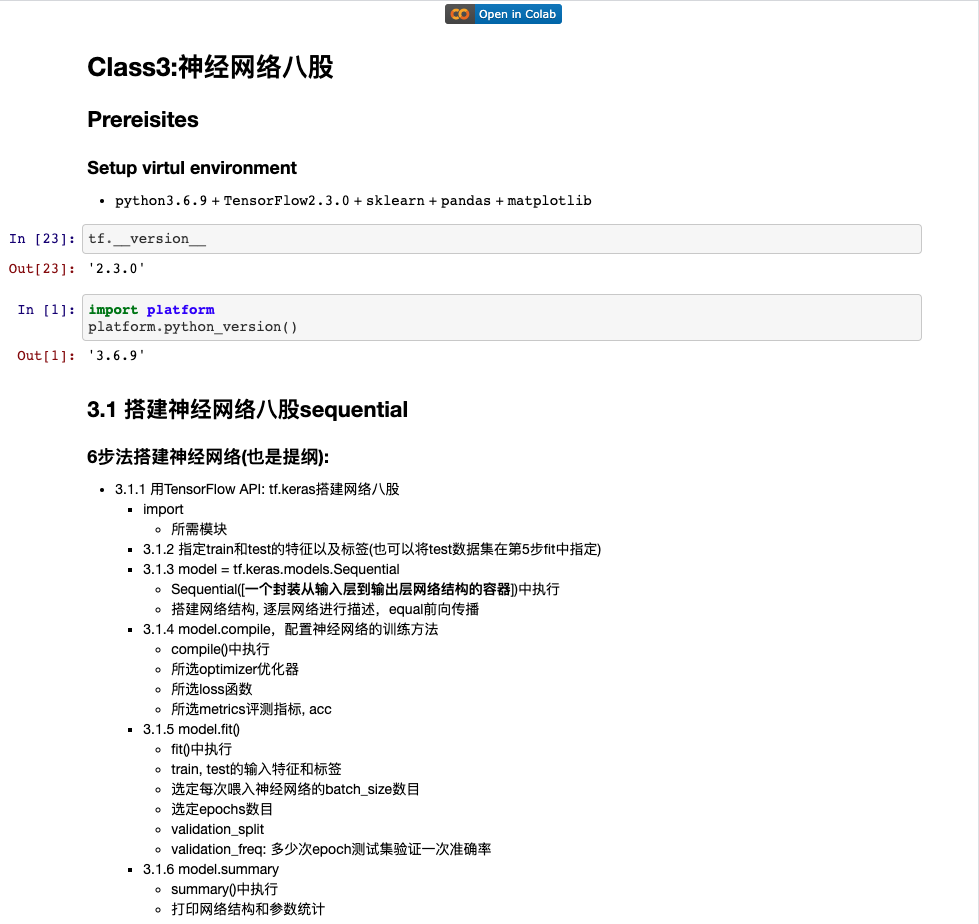 Open in Colab
Class3:神经网络八股
Prereisites
Setup virtul environment
python3.6.9 + TensorFlow2.3.0 + sklearn + pandas + matplotlib
In [23]: tf.__version__
Out[23]: '2.3.0'
In [1]: import platform
platform.python_version()
Out[1]: '3.6.9'
3.1 搭建神经网络八股sequential
6步法搭建神经网络(也是提纲):
3.1.1 用TensorFlow API: tf.keras搭建网络八股
import
所需模块
3.1.2 指定train和test的特征以及标签(也可以将test数据集在第5步fit中指定)
3.1.3 model = tf.keras.models.Sequential
Sequential([一个封装从输入层到输出层网络结构的容器])中执行
搭建网络结构, 逐层网络进行描述，equal前向传播
3.1.4 model.compile，配置神经网络的训练方法
compile()中执行
所选optimizer优化器
所选loss函数
所选metrics评测指标, acc
3.1.5 model.fit()
fit()中执行
train, test的输入特征和标签
选定每次喂入神经网络的batch_size数目
选定epochs数目
validation_split
validation_freq: 多少次epoch测试集验证一次准确率
3.1.6 model.summary
summary()中执行
打印网络结构和参数统计